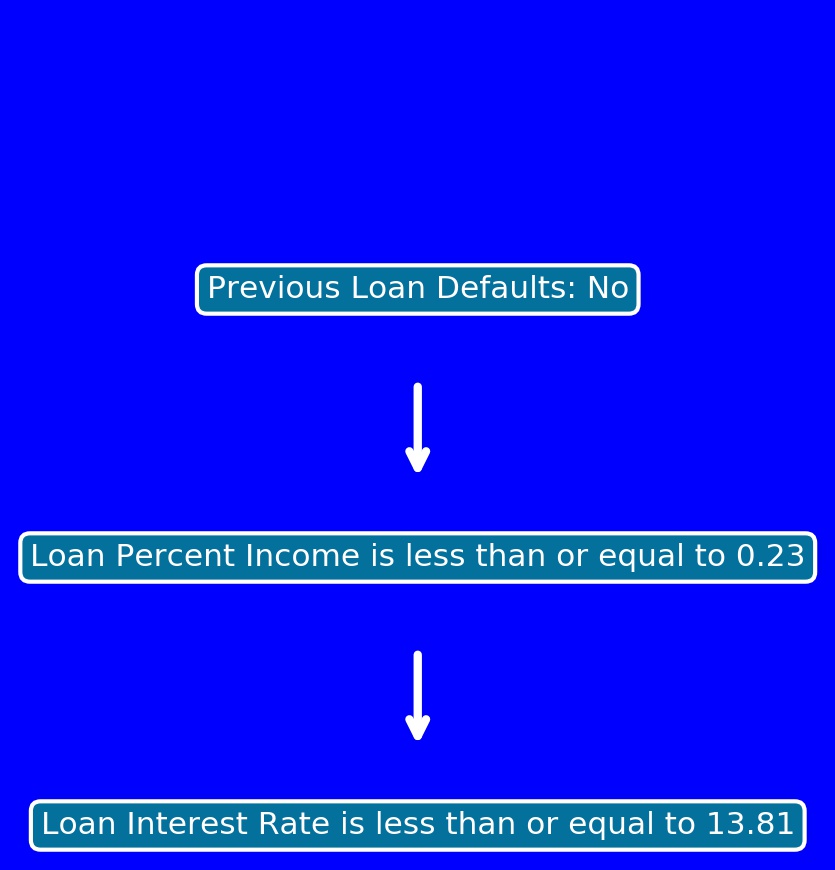 Previous Loan Defaults: No
Loan Percent Income is less than or equal to 0.23
Loan Interest Rate is less than or equal to 13.81